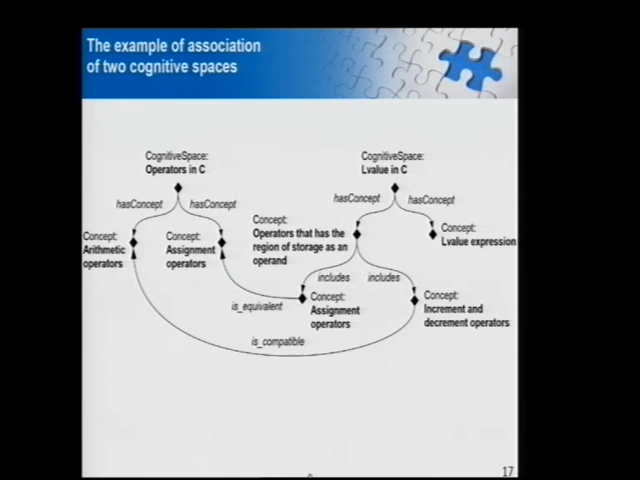 The example of association
of two cognitive spaces
CognitiveSpace:
Operators in C
CognitiveSpace:
Lvalue in C
hasConcept
hasConcept
hasConcept
hasConcept
Concept:
Arithmetic
operators
Concept:
Assignment
operators
Concept:
Operators that has the
region of storage as an
operand
Concept:
Lvalue expression
includes
includes
is_equivalent
Concept:
Assignment
operators
Concept:
Increment and
decrement operators
is_compatible
17